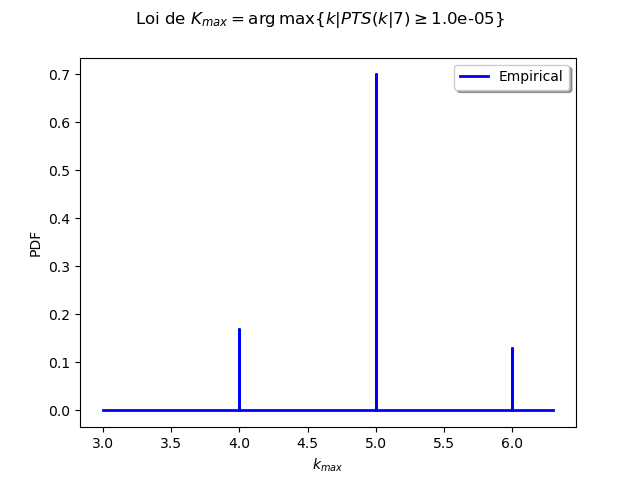 Loi de $K_{max} = \arg\max\{k|PTS(k|7) \geq 1.0e-05\}$
Empirical
0.7
0.6
0.5
0.4
0.3
0.2
0.1
0.0
PDF
3.0 3.5 4.0 4.5 5.0 5.5 6.0
$k_{max}$